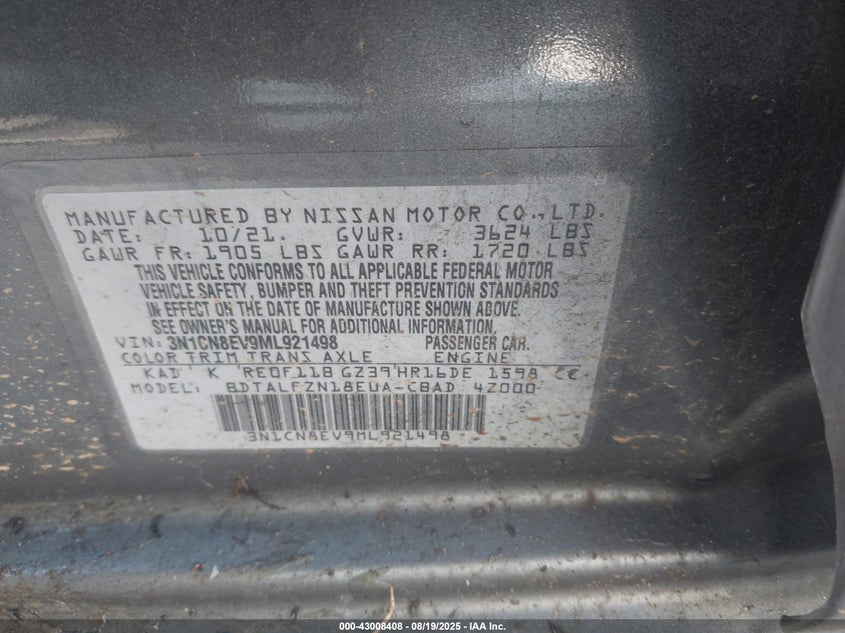 MANUFACTURED BY NISSAN MOTOR CO., LTD.
DATE: 10/21. GVWR: 3624 LBS
GAWR FR: 1905 LBS GAWR RR: 1720 LBS
THIS VEHICLE CONFORMS TO ALL APPLICABLE FEDERAL MOTOR
VEHICLE SAFETY, BUMPER AND THEFT PREVENTION STANDARDS
IN EFFECT ON THE DATE OF MANUFACTURE SHOWN ABOVE.
SEE OWNER'S MANUAL FOR ADDITIONAL INFORMATION.
VIN: 3N1CN8EV9ML921498 PASSENGER CAR.
COLOR TRIM TRANS AXLE ENGINE
KAD K RE0F11B GZ39 HR16DE 1598 CC
MODEL: BDTALFZN18EUA-CBAD 4Z000
3N1CN8EV9ML921498
000-43008408 - 08/19/2025 - IAA Inc.